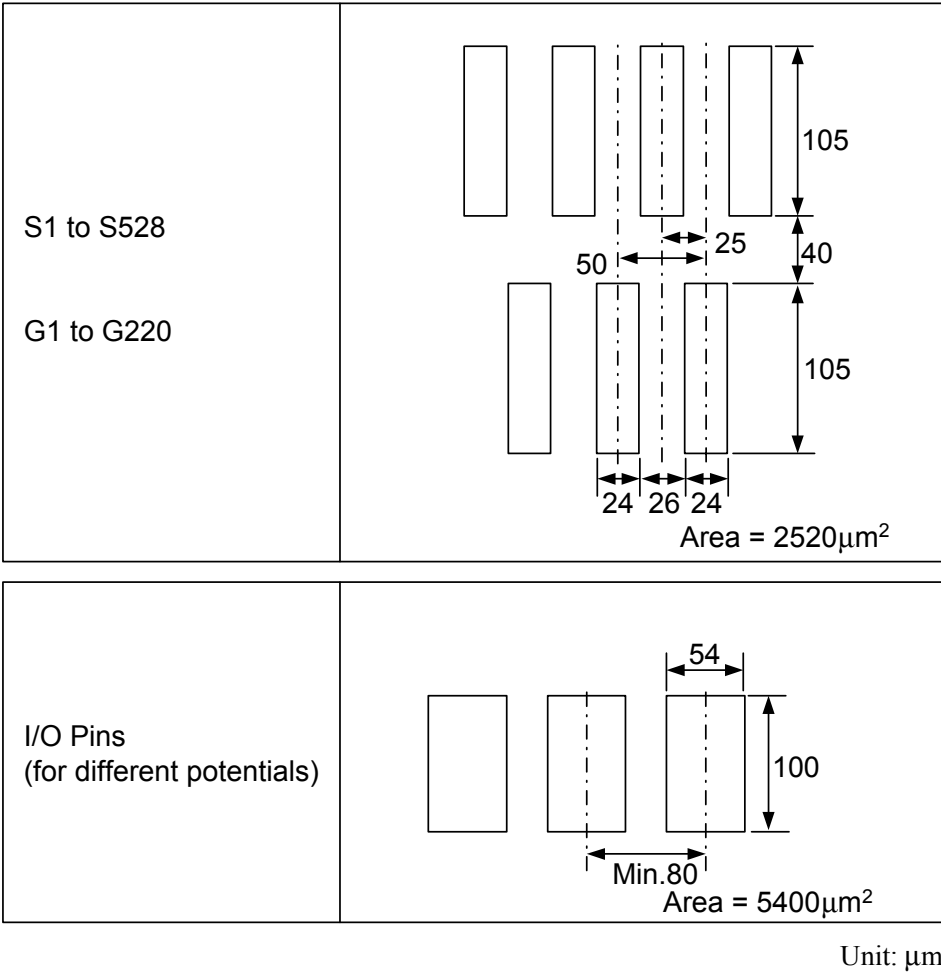 S1 to S528
G1 to G220
105
25
50
40
105
24 26 24
Area = 2520μm²
I/O Pins
(for different potentials)
54
100
Min.80
Area = 5400μm²
Unit: μm